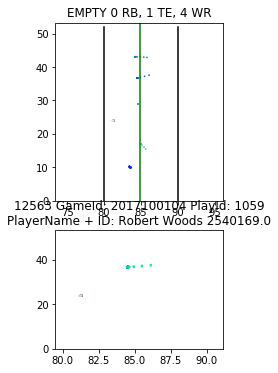 EMPTY 0 RB, 1 TE, 4 WR
50
40
30
20
10
0
75 80 85 90 95
12563 GameId: 2017100104 PlayId: 1059
PlayerName + ID: Robert Woods 2540169.0
40
20
0
80.0 82.5 85.0 87.5 90.0